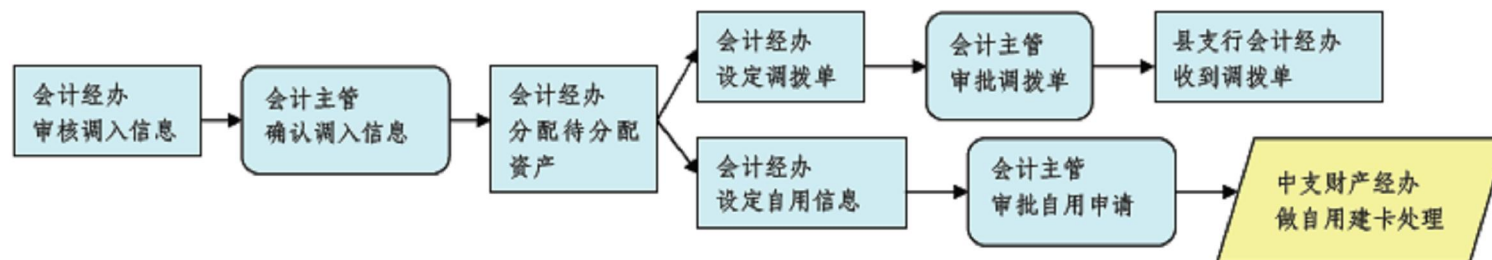 会计经办
审核调入信息
会计主管
确认调入信息
会计经办
分配待分配
资产
会计经办
设定调拨单
会计主管
审批调拨单
县支行会计经办
收到调拨单
会计经办
设定自用信息
会计主管
审批自用申请
中支财产经办
做自用建卡处理